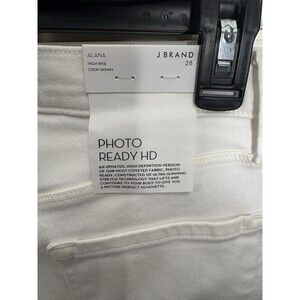 ALANA
HIGH RISE
CROP SKINNY
J BRAND
28
PHOTO
READY HD
AN UPDATED, HIGH-DEFINITION VERSION
OF OUR MOST COVETED FABRIC, PHOTO
READY. CONSTRUCTED OF ULTRA-SLIMMING
STRETCH TECHNOLOGY THAT LIFTS AND
CONTOURS TO YOUR BODY TO GIVE YOU
A PICTURE-PERFECT SILHOUETTE.